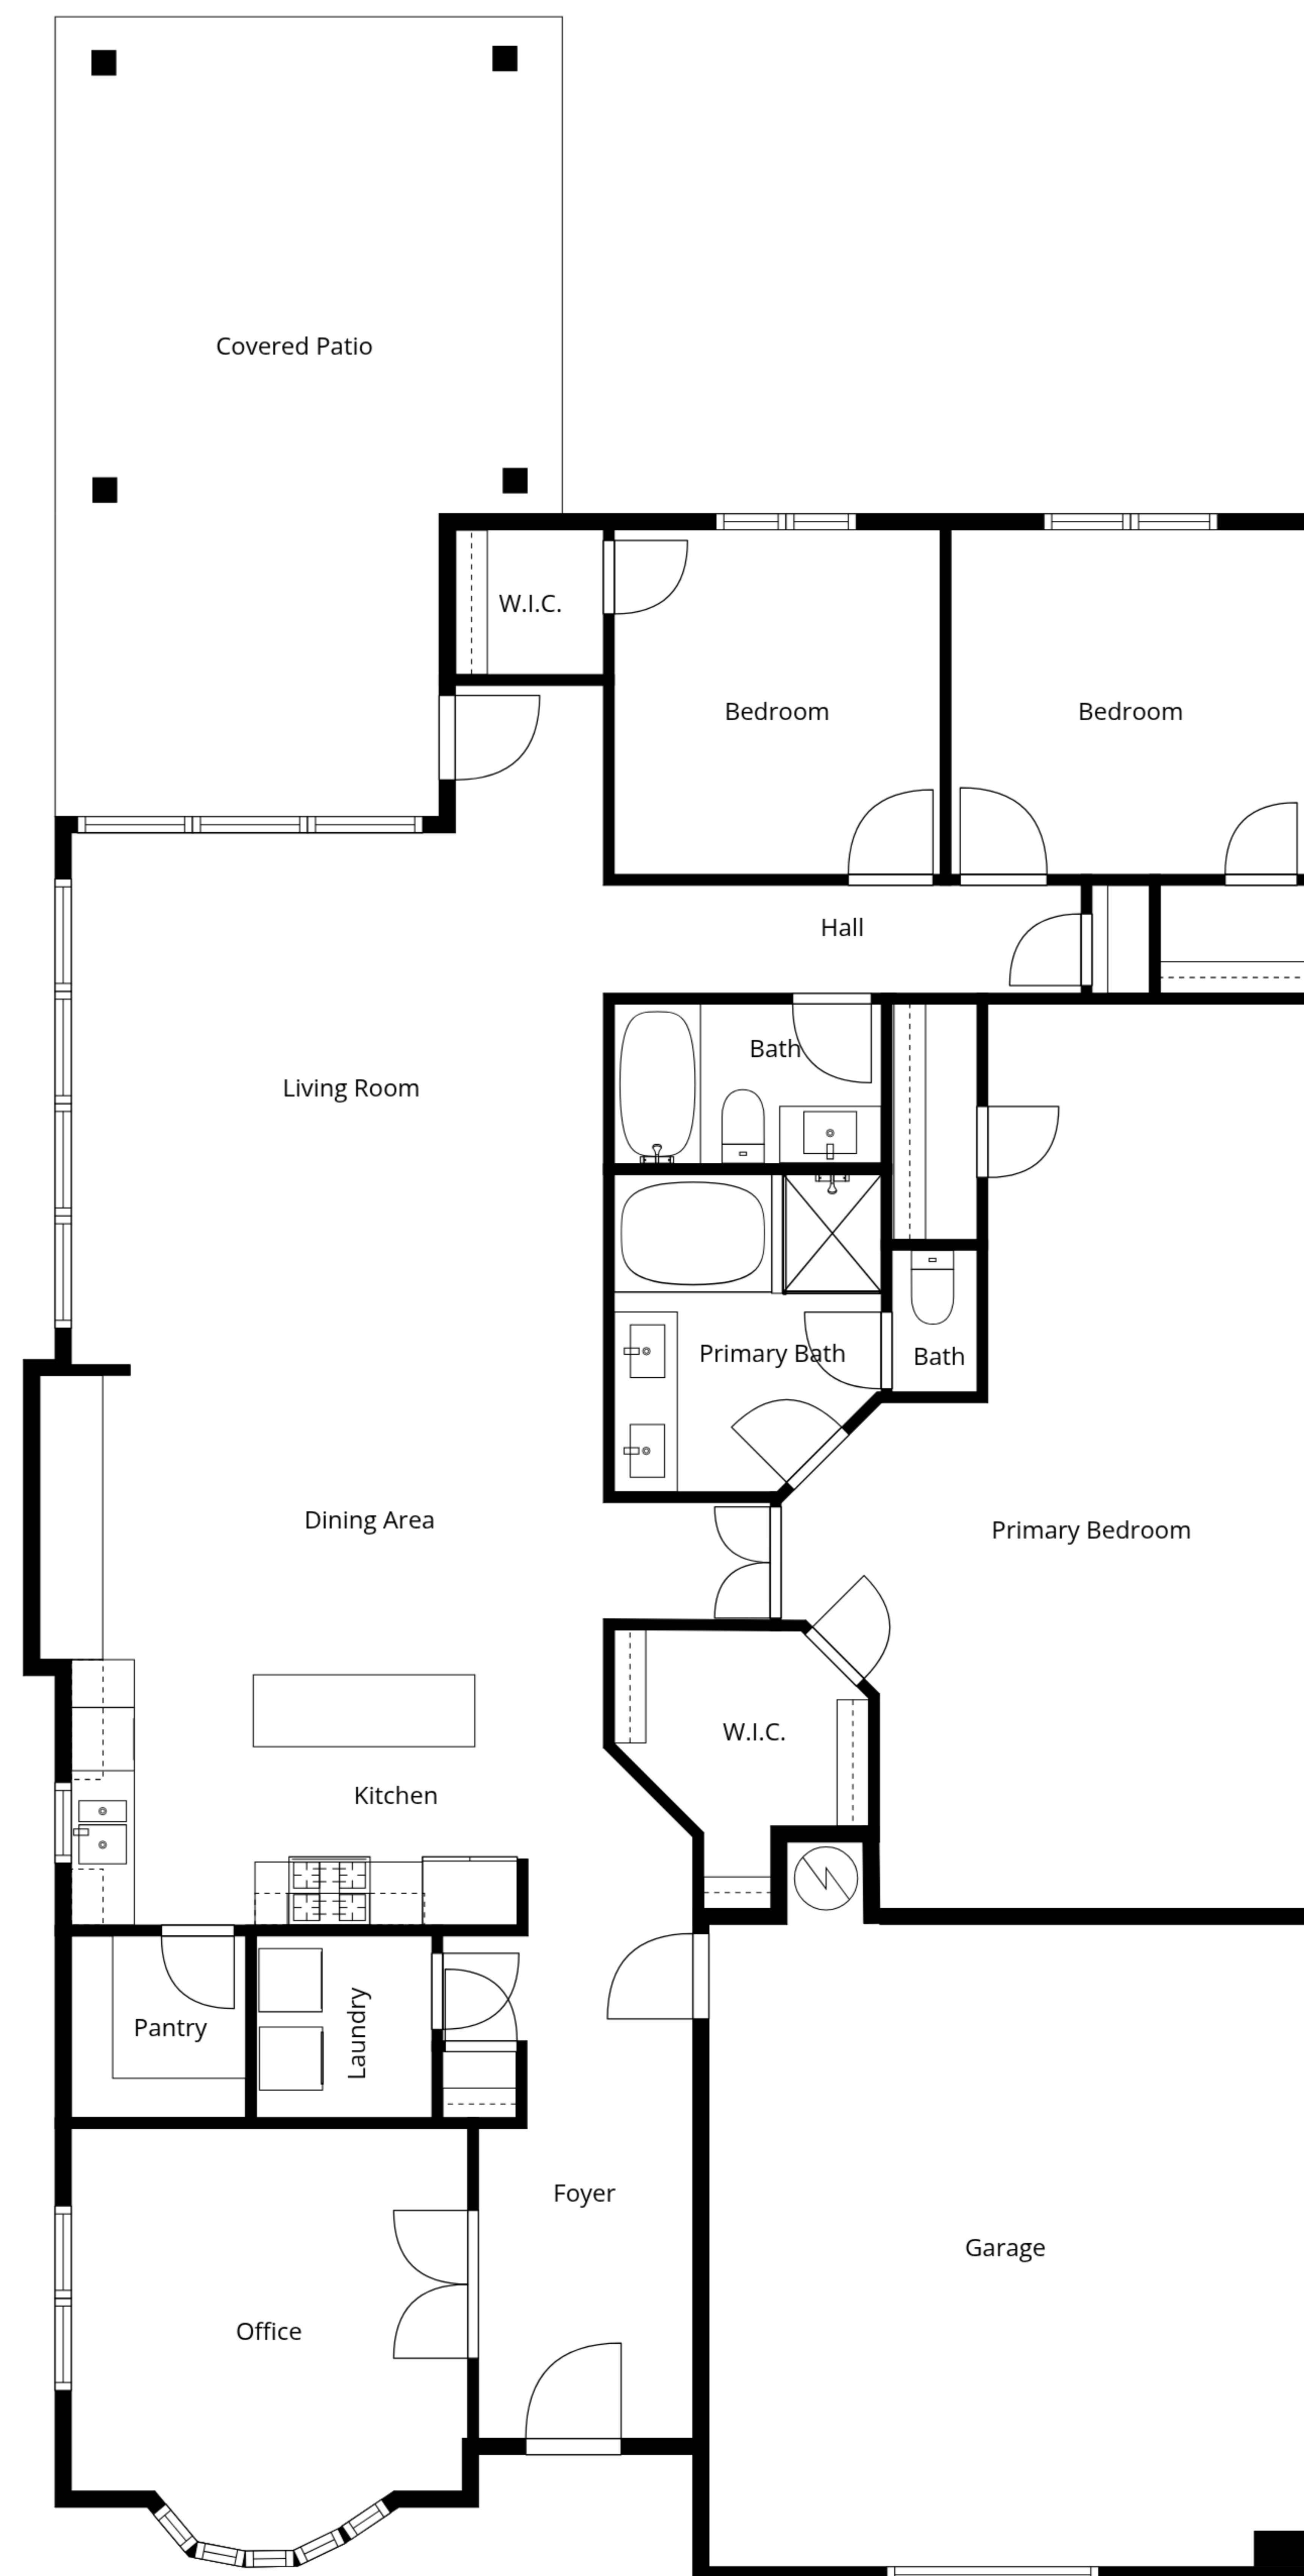 Covered Patio
W.I.C.
Bedroom
Bedroom
Hall
Bath
Living Room
Primary Bath
Bath
Dining Area
Primary Bedroom
W.I.C.
Kitchen
Pantry
Laundry
Foyer
Garage
Office